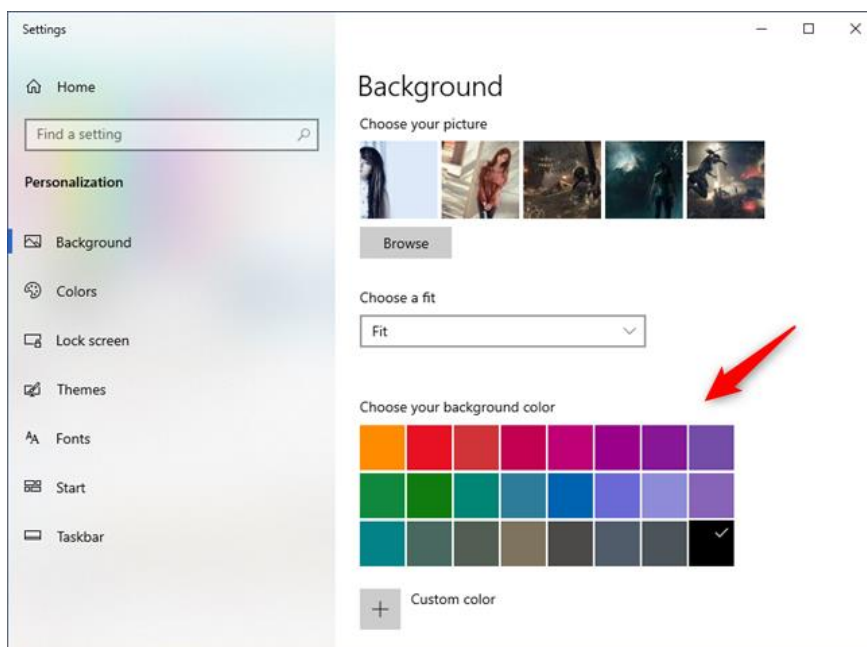 Settings
Home
Find a setting
Personalization
Background
Colors
Lock screen
Themes
Fonts
Start
Taskbar
Background
Choose your picture
Browse
Choose a fit
Fit
Choose your background color
Custom color